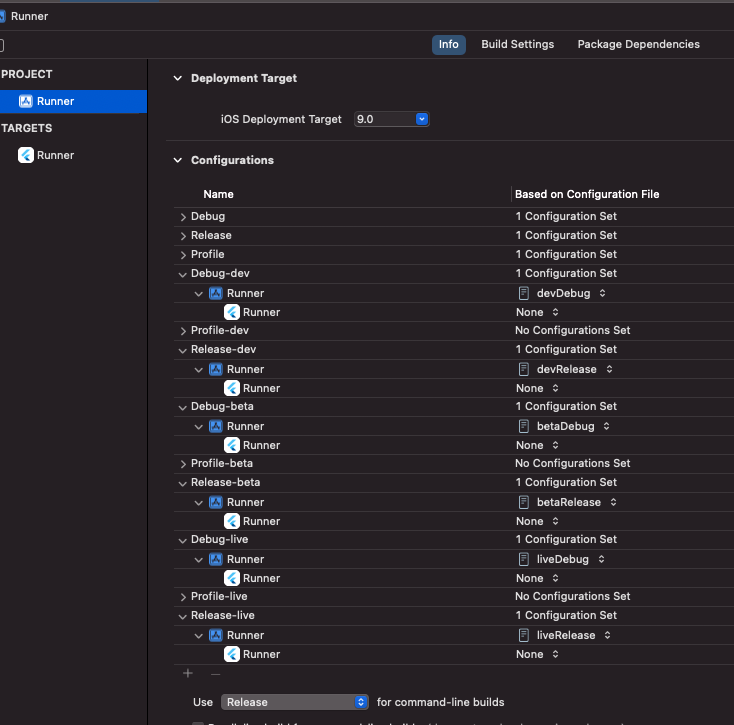 Runner
Info Build Settings Package Dependencies
PROJECT
Runner
TARGETS
Runner
Deployment Target
iOS Deployment Target 9.0
Configurations
Name Based on Configuration File
Debug 1 Configuration Set
Release 1 Configuration Set
Profile 1 Configuration Set
Debug-dev 1 Configuration Set
Runner devDebug
Runner None
Profile-dev No Configurations Set
Release-dev 1 Configuration Set
Runner devRelease
Runner None
Debug-beta 1 Configuration Set
Runner betaDebug
Runner None
Profile-beta No Configurations Set
Release-beta 1 Configuration Set
Runner betaRelease
Runner None
Debug-live 1 Configuration Set
Runner liveDebug
Runner None
Profile-live No Configurations Set
Release-live 1 Configuration Set
Runner liveRelease
Runner None
Use Release for command-line builds